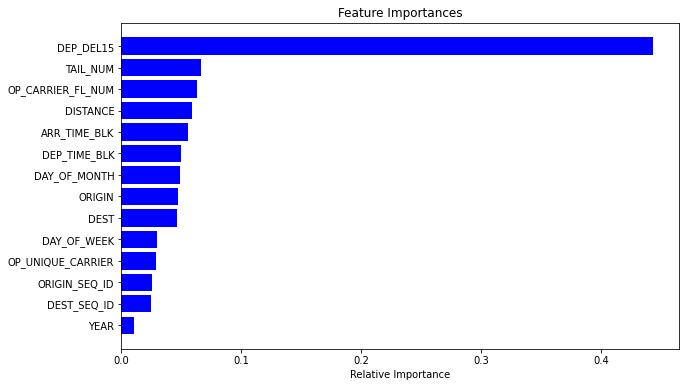 Feature Importances
DEP_DEL15
TAIL_NUM
OP_CARRIER_FL_NUM
DISTANCE
ARR_TIME_BLK
DEP_TIME_BLK
DAY_OF_MONTH
ORIGIN
DEST
DAY_OF_WEEK
OP_UNIQUE_CARRIER
ORIGIN_SEQ_ID
DEST_SEQ_ID
YEAR
0.0 0.1 0.2 0.3 0.4
Relative Importance